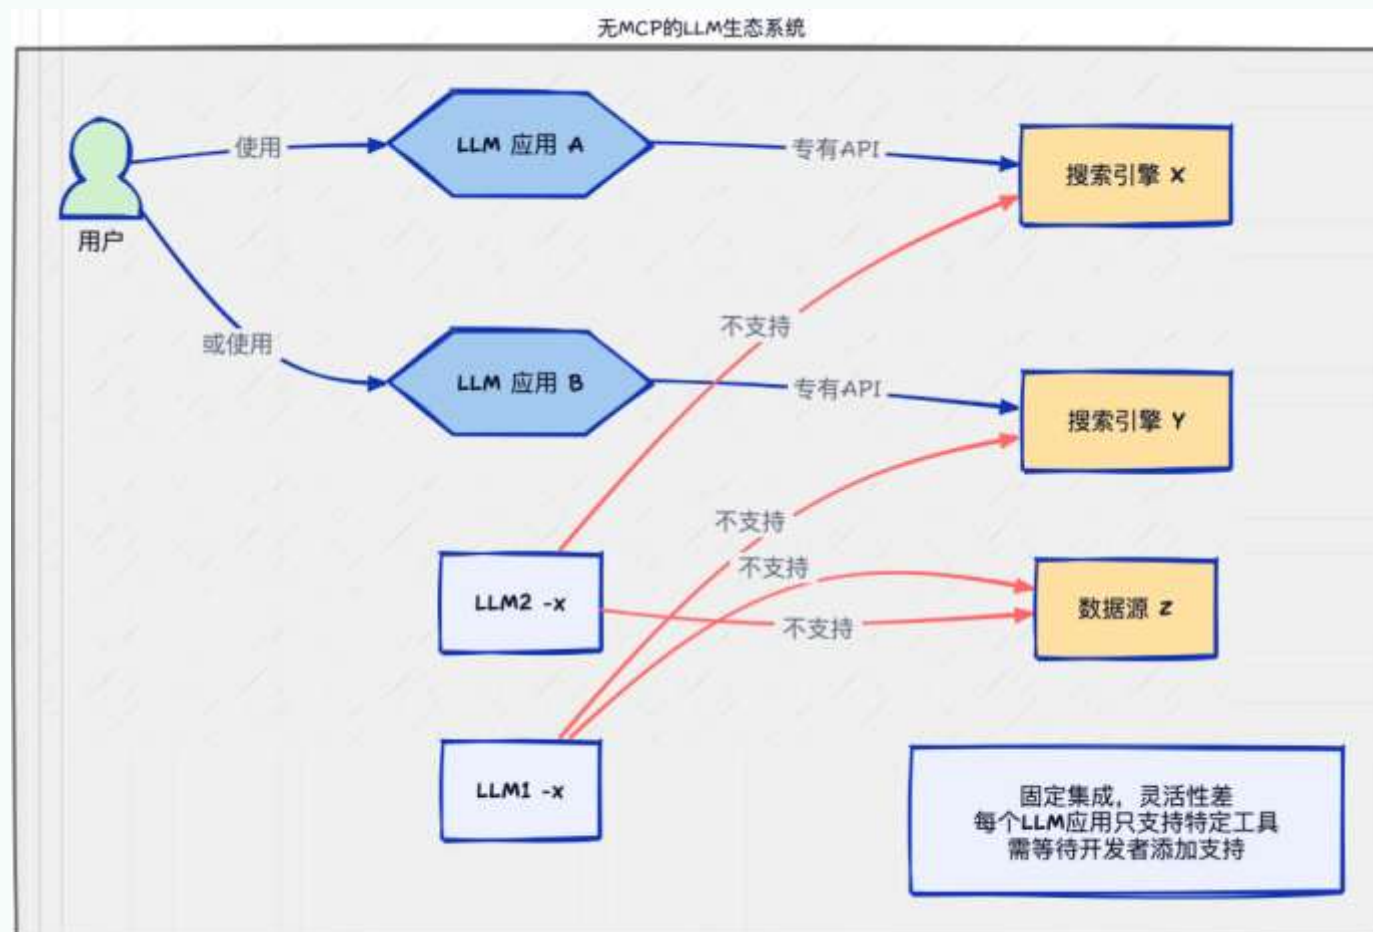 无MCP的LLM生态系统
使用
LLM 应用 A
专有API
搜索引擎 X
用户
不支持
或使用
LLM 应用 B
专有API
搜索引擎 Y
不支持
不支持
LLM2 -x
不支持
数据源 Z
LLM1 -x
固定集成，灵活性差
每个LLM应用只支持特定工具
需等待开发者添加支持